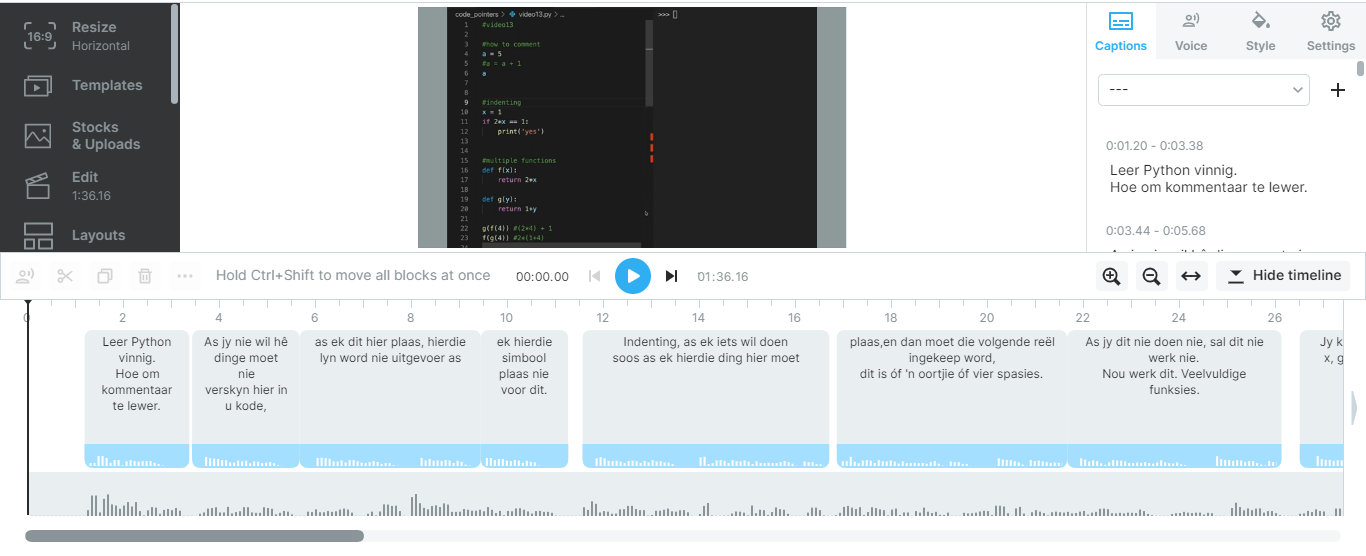 16:9
Resize
Horizontal
Templates
Stocks
& Uploads
Edit
1:36.16
Layouts
code_pointers > video13.py > ...
1 #video13
2
3 #how to comment
4 a = 5
5 #a = a + 1
6 a
7
8
9 #indenting
10 x = 1
11 if 2*x == 1:
12 print('yes')
13
14
15 #multiple functions
16 def f(x):
17 return 2*x
18
19 def g(y):
20 return 1+y
21
22 g(f(4)) #(2*4) + 1
23 f(g(4)) #2*(1+4)
>>>
Captions
Voice
Style
Settings
---
0:01.20 - 0:03.38
Leer Python vinnig.
Hoe om kommentaar te lewer.
0:03.44 - 0:05.68
Hold Ctrl+Shift to move all blocks at once
00:00.00
01:36.16
Hide timeline
0 2 4 6 8 10 12 14 16 18 20 22 24 26
Leer Python
vinnig.
Hoe om
kommentaar
te lewer.
As jy nie wil hê
dinge moet
nie
verskyn hier in
u kode,
as ek dit hier plaas, hierdie
lyn word nie uitgevoer as
ek hierdie
simbool
plaas nie
voor dit.
Indenting, as ek iets wil doen
soos as ek hierdie ding hier moet
plaas,en dan moet die volgende reël
ingekeep word,
dit is óf 'n oortjie óf vier spasies.
As jy dit nie doen nie, sal dit nie
werk nie.
Nou werk dit. Veelvuldige
funksies.
Jy k
x, g